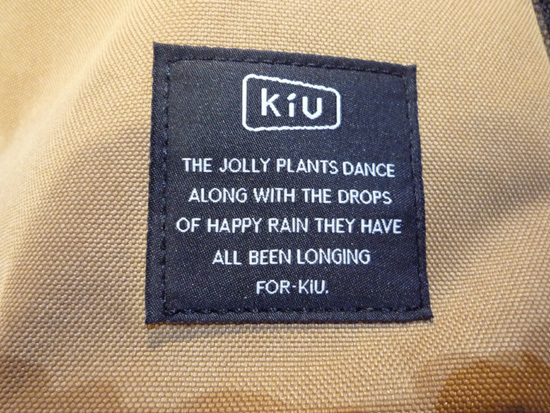 KiU
THE JOLLY PLANTS DANCE
ALONG WITH THE DROPS
OF HAPPY RAIN THEY HAVE
ALL BEEN LONGING
FOR-KiU.